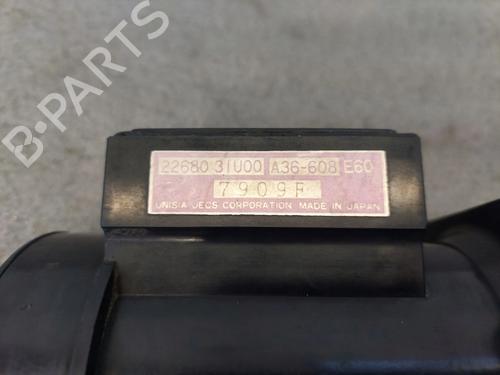 22680 31U00 A36-608 E60
7909F
UNISIA JECS CORPORATION MADE IN JAPAN
B-PARTS